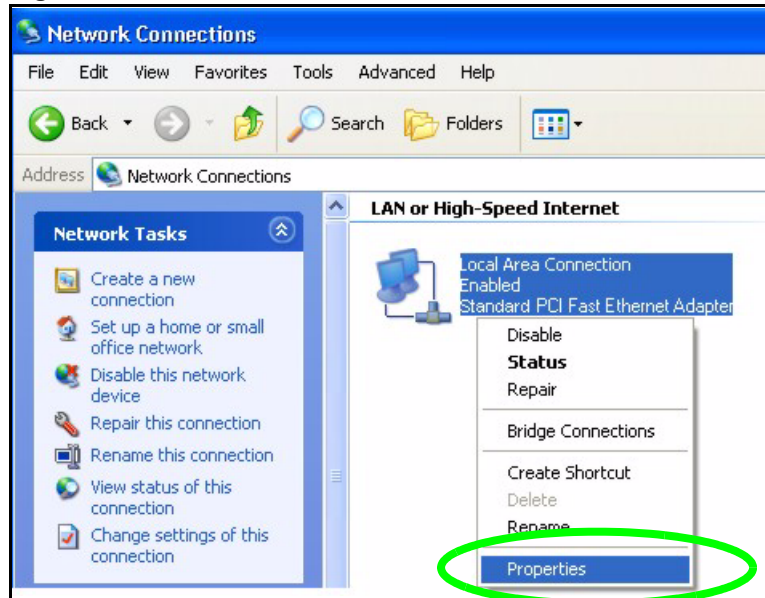 Network Connections
File Edit View Favorites Tools Advanced Help
Back Search Folders
Address Network Connections
Network Tasks
Create a new
connection
Set up a home or small
office network
Disable this network
device
Repair this connection
Rename this connection
View status of this
connection
Change settings of this
connection
LAN or High-Speed Internet
Local Area Connection
Enabled
Standard PCI Fast Ethernet Adapter
Disable
Status
Repair
Bridge Connections
Create Shortcut
Delete
Rename
Properties